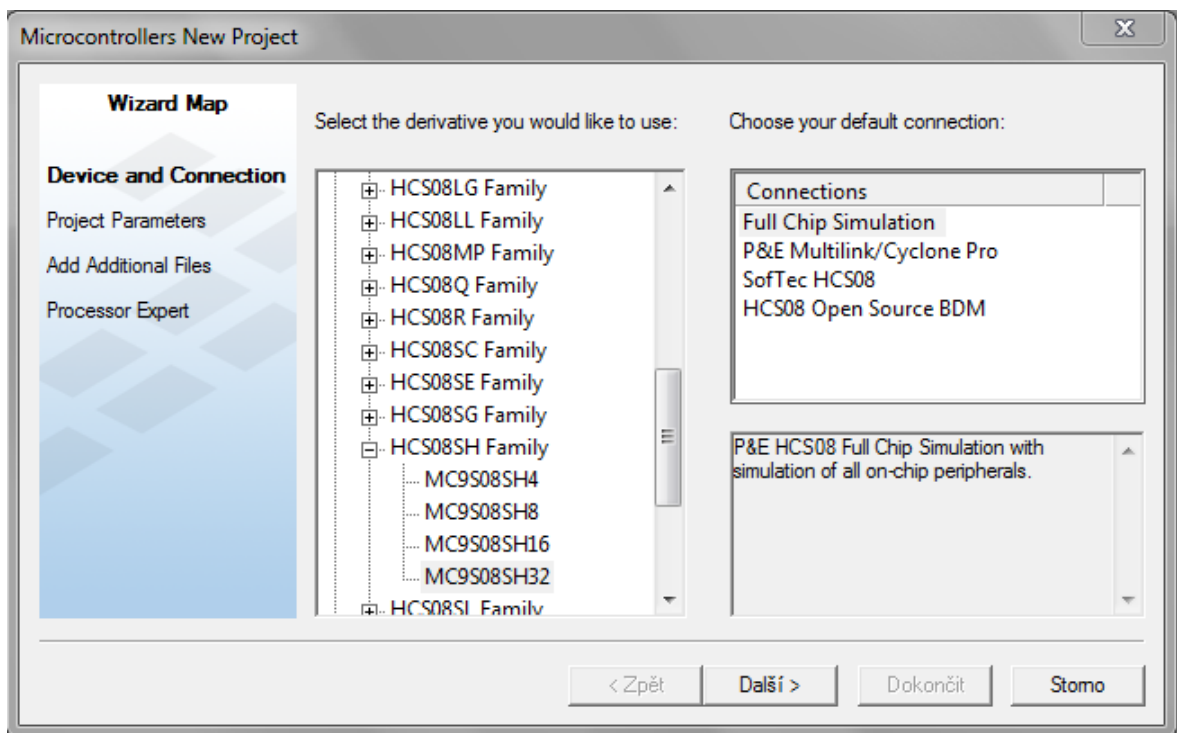 Microcontrollers New Project
Wizard Map
Device and Connection
Project Parameters
Add Additional Files
Processor Expert
Select the derivative you would like to use:
HCS08LG Family
HCS08LL Family
HCS08MP Family
HCS08Q Family
HCS08R Family
HCS08SC Family
HCS08SE Family
HCS08SG Family
HCS08SH Family
MC9S08SH4
MC9S08SH8
MC9S08SH16
MC9S08SH32
HCS08SL Family
Choose your default connection:
Connections
Full Chip Simulation
P&E Multilink/Cyclone Pro
SofTec HCS08
HCS08 Open Source BDM
P&E HCS08 Full Chip Simulation with
simulation of all on-chip peripherals.
< Zpět
Další >
Dokončit
Storno